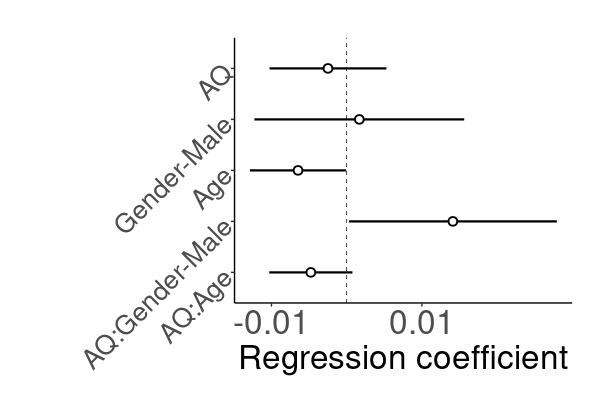 AQ
Gender-Male
Age
AQ:Gender-Male
AQ:Age
-0.01
0.01
Regression coefficient